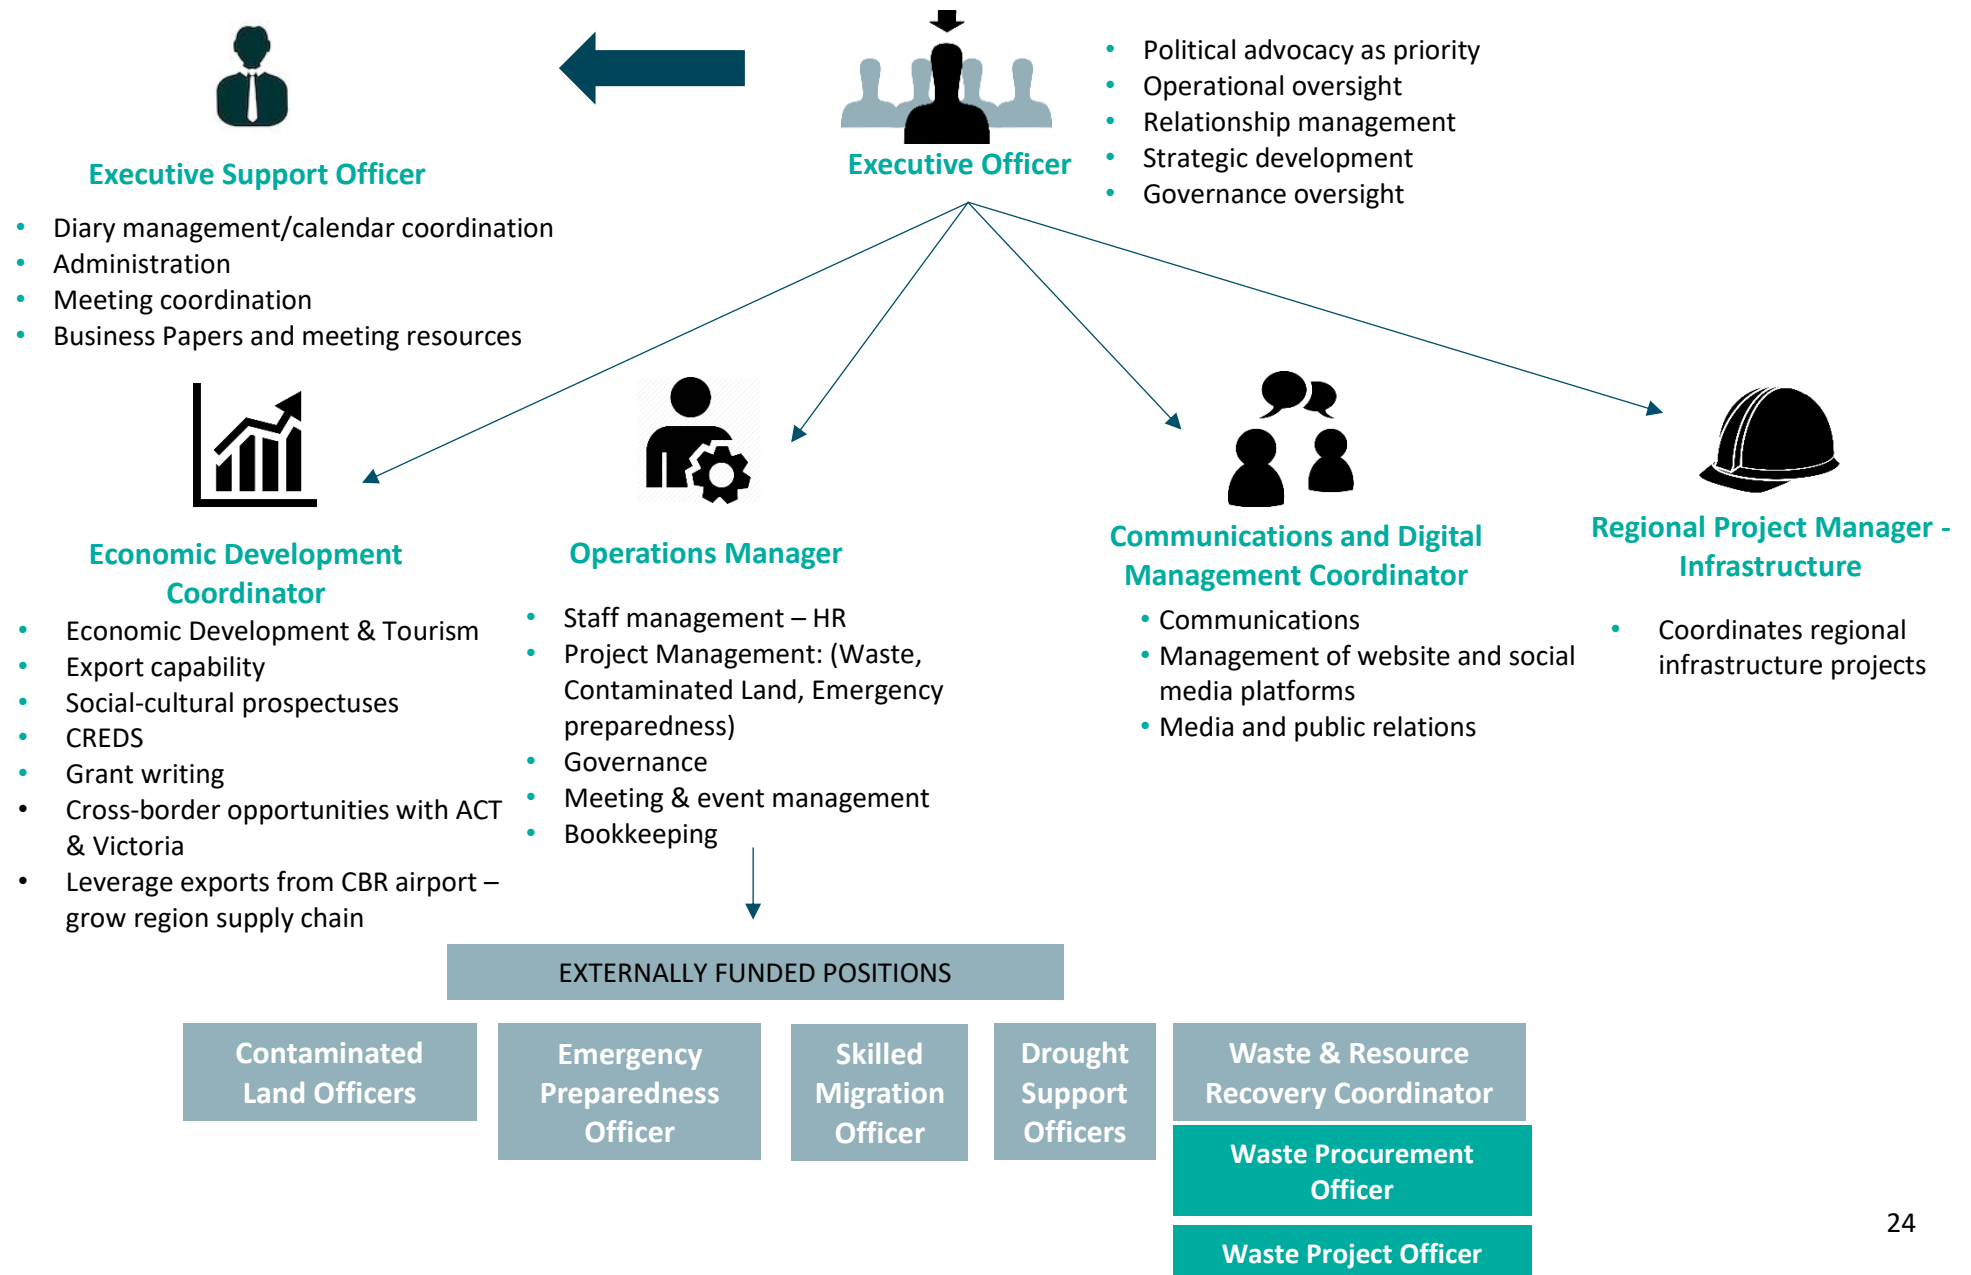 Executive Support Officer
• Diary management/calendar coordination
• Administration
• Meeting coordination
• Business Papers and meeting resources
Executive Officer
• Political advocacy as priority
• Operational oversight
• Relationship management
• Strategic development
• Governance oversight
Economic Development
Coordinator
• Economic Development & Tourism
• Export capability
• Social-cultural prospectuses
• CREDS
• Grant writing
• Cross-border opportunities with ACT
& Victoria
• Leverage exports from CBR airport –
grow region supply chain
Operations Manager
• Staff management – HR
• Project Management: (Waste,
Contaminated Land, Emergency
preparedness)
• Governance
• Meeting & event management
• Bookkeeping
Communications and Digital
Management Coordinator
• Communications
• Management of website and social
media platforms
• Media and public relations
Regional Project Manager -
Infrastructure
• Coordinates regional
infrastructure projects
EXTERNALLY FUNDED POSITIONS
Contaminated
Land Officers
Emergency
Preparedness
Officer
Skilled
Migration
Officer
Drought
Support
Officers
Waste & Resource
Recovery Coordinator
Waste Procurement
Officer
Waste Project Officer
24